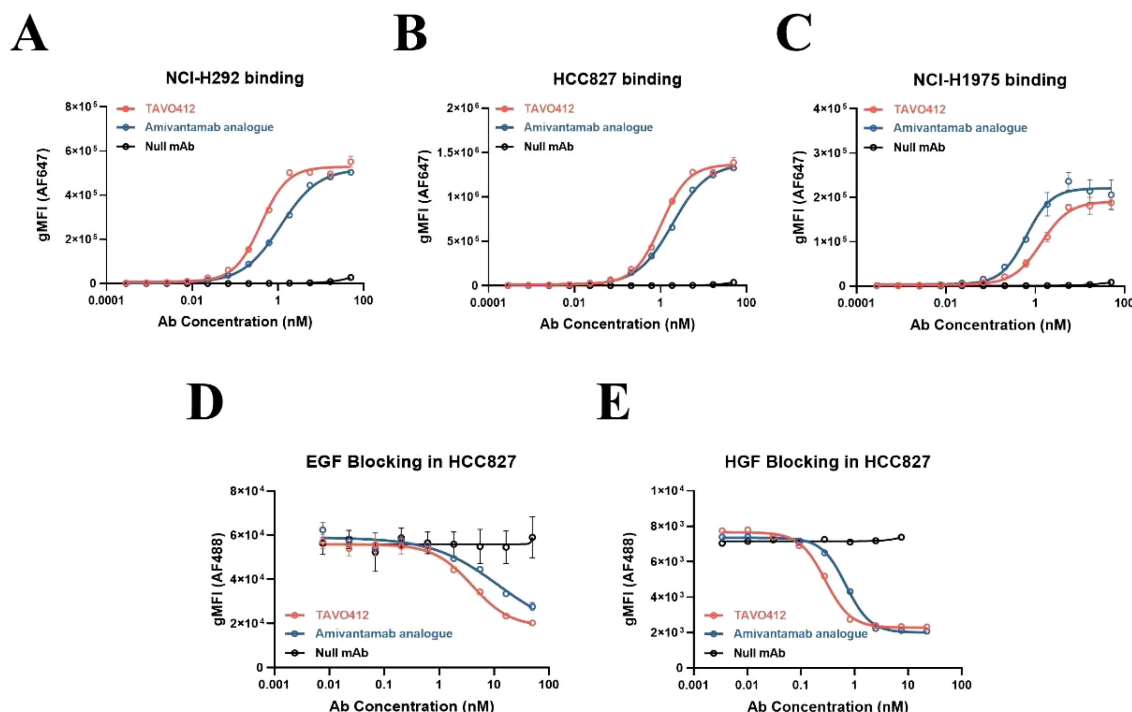 A
NCI-H292 binding
TAVO412
Amivantamab analogue
Null mAb
gMFI (AF647)
8×10⁵
6×10⁵
4×10⁵
2×10⁵
0
0.0001 0.01 1 100
Ab Concentration (nM)
B
HCC827 binding
TAVO412
Amivantamab analogue
Null mAb
gMFI (AF647)
2×10⁶
1.5×10⁶
1×10⁶
5×10⁵
0
0.0001 0.01 1 100
Ab Concentration (nM)
C
NCI-H1975 binding
TAVO412
Amivantamab analogue
Null mAb
gMFI (AF647)
4×10⁵
3×10⁵
2×10⁵
1×10⁵
0
0.0001 0.01 1 100
Ab Concentration (nM)
D
EGF Blocking in HCC827
gMFI (AF488)
8×10⁴
6×10⁴
4×10⁴
2×10⁴
0
TAVO412
Amivantamab analogue
Null mAb
0.001 0.01 0.1 1 10 100
Ab Concentration (nM)
E
HGF Blocking in HCC827
gMFI (AF488)
1×10⁴
8×10³
6×10³
4×10³
2×10³
0
TAVO412
Amivantamab analogue
Null mAb
0.001 0.01 0.1 1 10 100
Ab Concentration (nM)